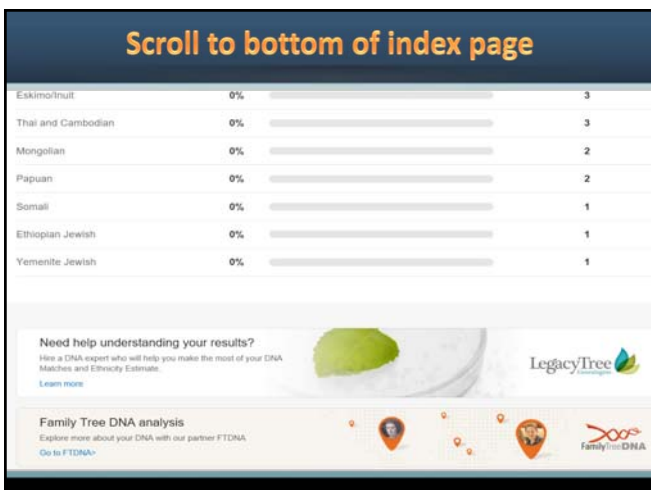 Scroll to bottom of index page
Eskimo/Inuit 0% 3
Thai and Cambodian 0% 3
Mongolian 0% 2
Papuan 0% 2
Somali 0% 1
Ethiopian Jewish 0% 1
Yemenite Jewish 0% 1
Need help understanding your results?
Hire a DNA expert who will help you make the most of your DNA
Matches and Ethnicity Estimate.
Learn more
LegacyTree
Genealogists
Family Tree DNA analysis
Explore more about your DNA with our partner FTDNA
Go to FTDNA>
FamilyTreeDNA